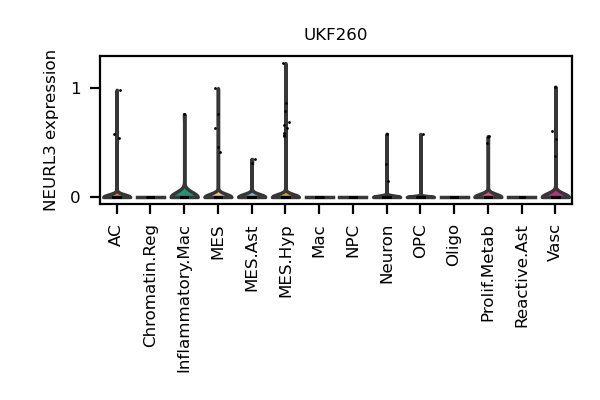 UKF260
NEURL3 expression
1
0
AC
Chromatin.Reg
Inflammatory.Mac
MES
MES.Ast
MES.Hyp
Mac
NPC
Neuron
OPC
Oligo
Prolif.Metab
Reactive.Ast
Vasc